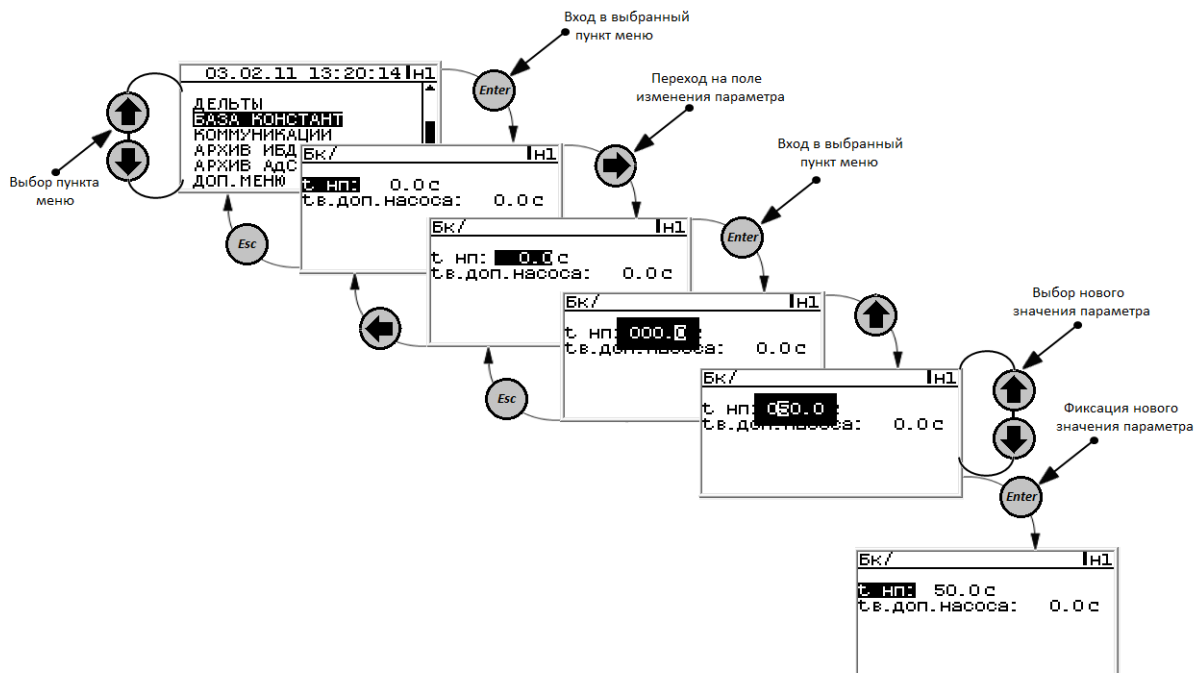 Вход в выбранный
пункт меню
03.02.11 13:20:14 Н1
Enter
Переход на поле
изменения параметра
ДЕЛЬТЫ
БАЗА КОНСТАНТ
КОММУНИКАЦИИ
АРХИВ ИБД
АРХИВ АдС
ДОП.МЕНЮ
Выбор пункта
меню
Бк/ Н1
t нп: 0.0с
tв.доп.насоса: 0.0с
Вход в выбранный
пункт меню
Esc
Бк/ Н1
t нп: 0.0с
tв.доп.насоса: 0.0с
Enter
Бк/ Н1
t нп: 000.0
tв.доп.насоса: 0.0с
Выбор нового
значения параметра
Esc
Бк/ Н1
t нп: 050.0
tв.доп.насоса: 0.0с
Фиксация нового
значения параметра
Enter
Бк/ Н1
t нп: 50.0с
tв.доп.насоса: 0.0с